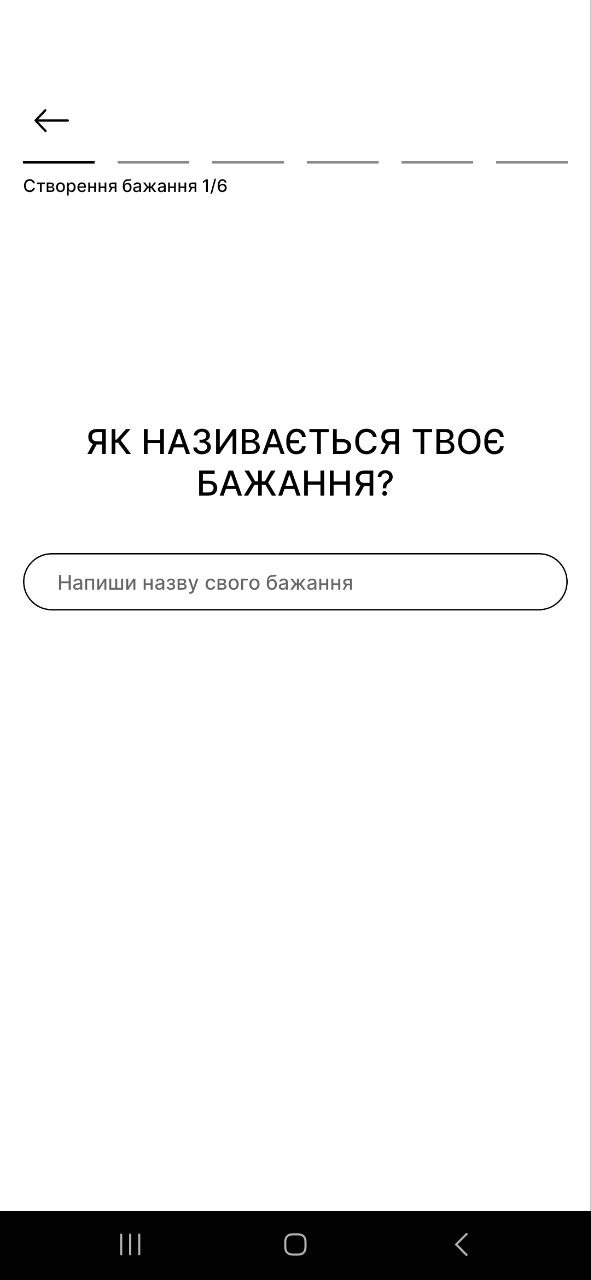 Створення бажання 1/6
ЯК НАЗИВАЄТЬСЯ ТВОЄ
БАЖАННЯ?
Напиши назву свого бажання